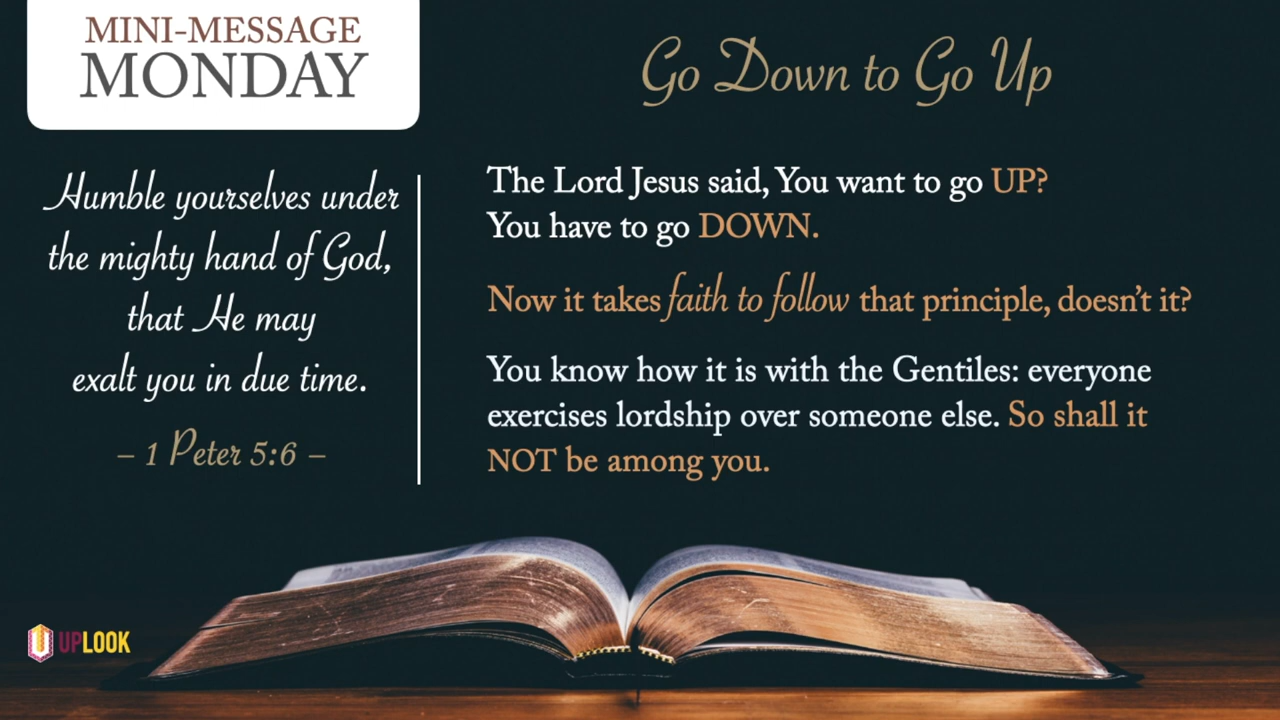 MINI-MESSAGE
MONDAY
Humble yourselves under
the mighty hand of God,
that He may
exalt you in due time.
– 1 Peter 5:6 –
Go Down to Go Up
The Lord Jesus said, You want to go UP?
You have to go DOWN.
Now it takes faith to follow that principle, doesn't it?
You know how it is with the Gentiles: everyone
exercises lordship over someone else. So shall it
NOT be among you.
UPLOOK